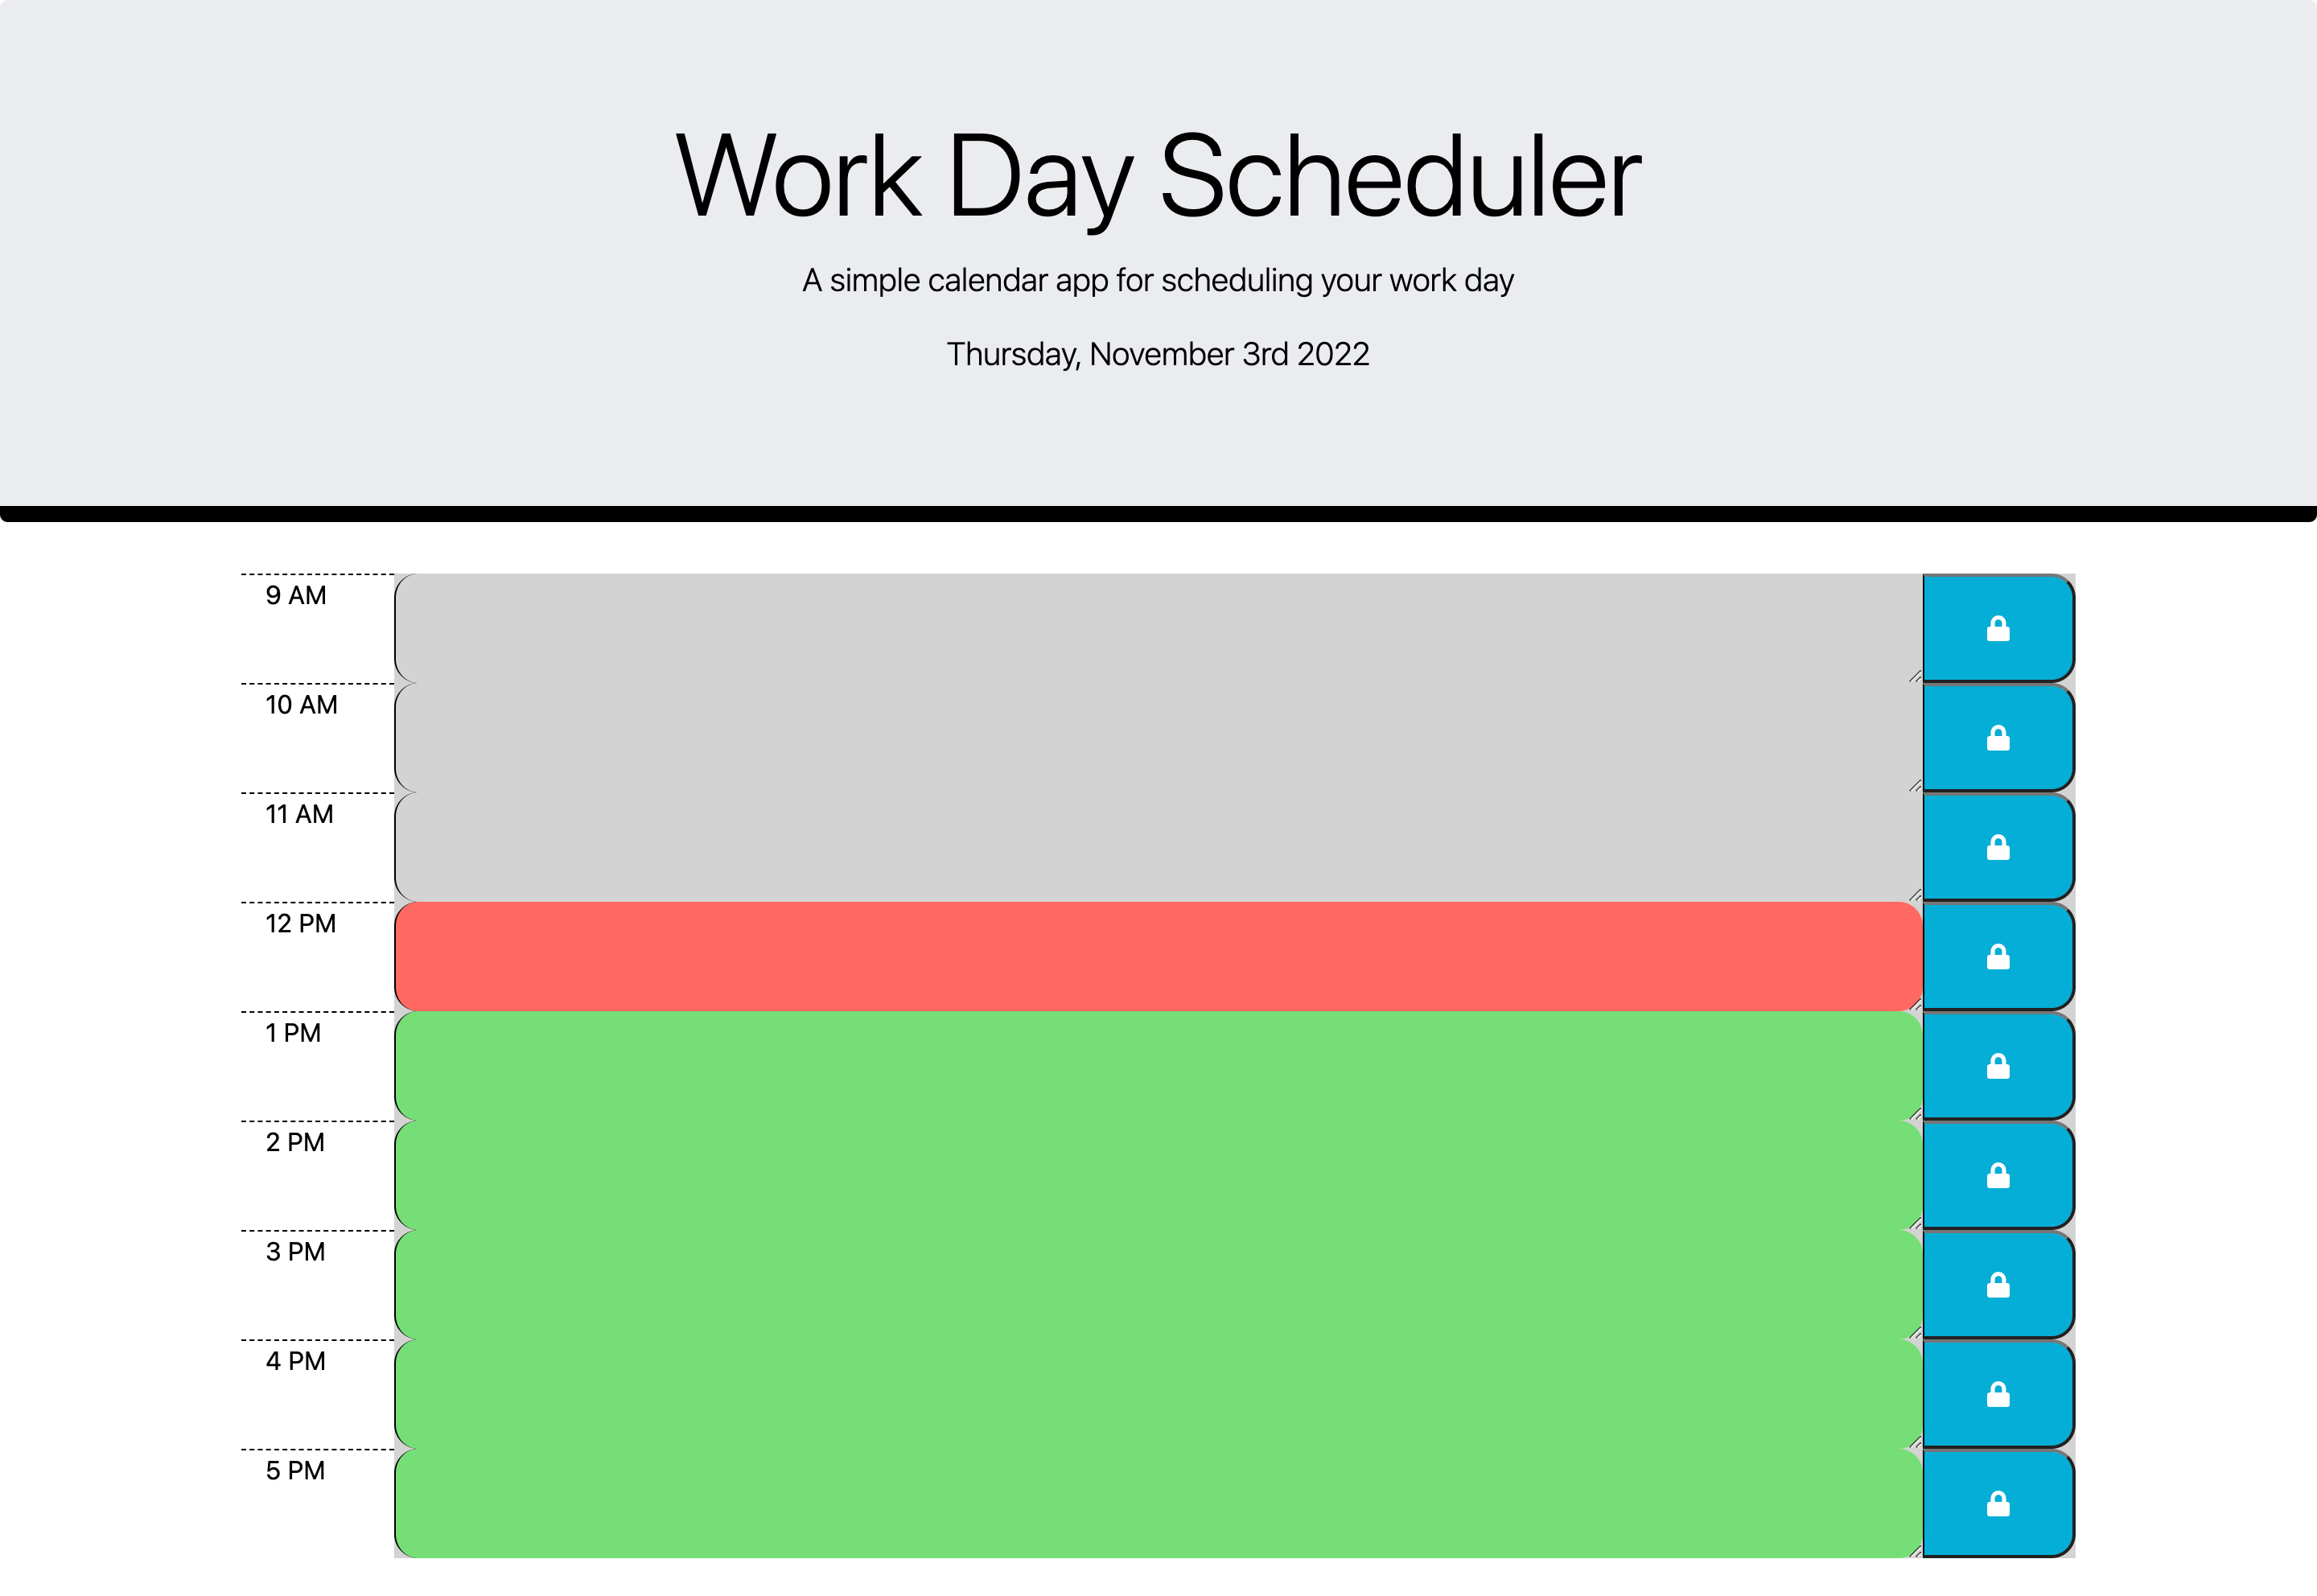 Work Day Scheduler
A simple calendar app for scheduling your work day
Thursday, November 3rd 2022
9 AM
10 AM
11 AM
12 PM
1 PM
2 PM
3 PM
4 PM
5 PM